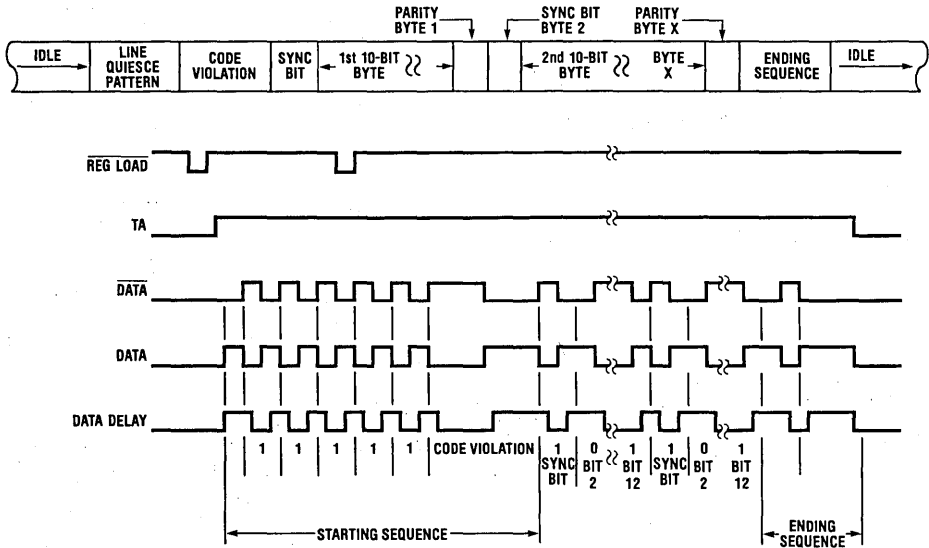 PARITY BYTE 1
SYNC BIT BYTE 2
PARITY BYTE X
IDLE
LINE QUIESCE PATTERN
CODE VIOLATION
SYNC BIT
1st 10-BIT BYTE
2nd 10-BIT BYTE
BYTE X
ENDING SEQUENCE
IDLE
REG LOAD
TA
DATA
DATA
DATA DELAY
1 1 1 1 1 CODE VIOLATION 1 0 1 1 0 1
SYNC BIT
BIT 2
BIT 12
SYNC BIT
BIT 2
BIT 12
STARTING SEQUENCE
ENDING SEQUENCE